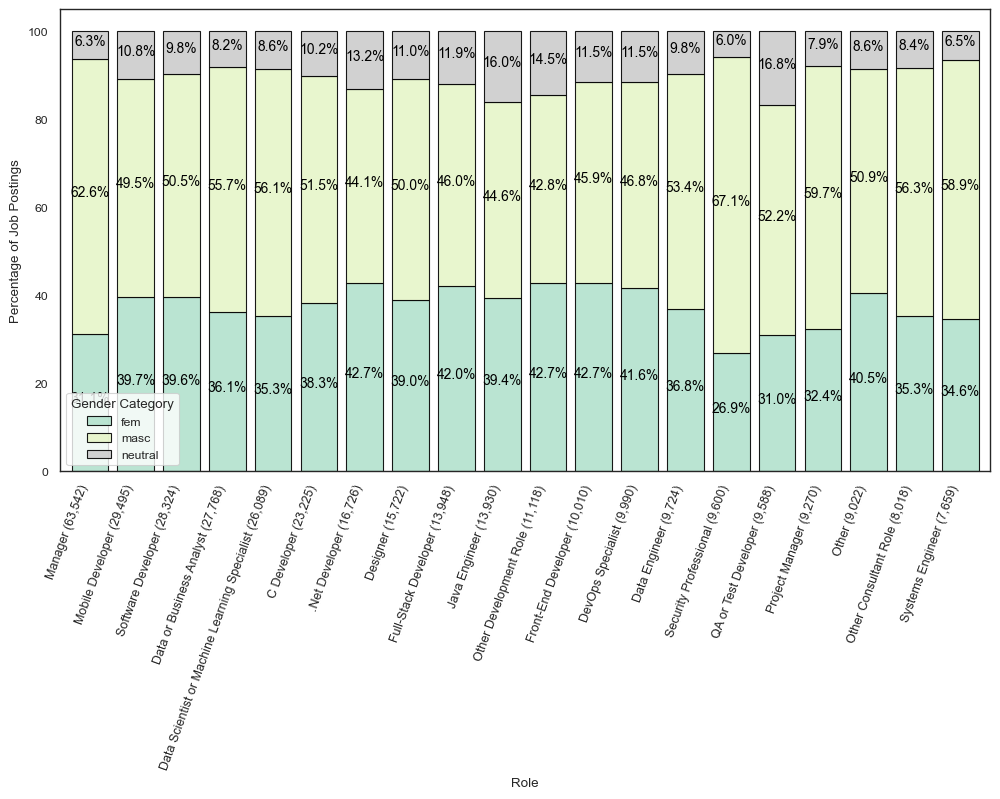 100
80
60
40
20
0
Percentage of Job Postings
6.3%
10.8%
9.8%
8.2%
8.6%
10.2%
13.2%
11.0%
11.9%
16.0%
14.5%
11.5%
11.5%
9.8%
6.0%
16.8%
7.9%
8.6%
8.4%
6.5%
62.6%
49.5%
50.5%
55.7%
56.1%
51.5%
44.1%
50.0%
46.0%
44.6%
42.8%
45.9%
46.8%
53.4%
67.1%
52.2%
59.7%
50.9%
56.3%
58.9%
39.7%
39.6%
36.1%
35.3%
38.3%
42.7%
39.0%
42.0%
39.4%
42.7%
42.7%
41.6%
36.8%
26.9%
31.0%
32.4%
40.5%
35.3%
34.6%
Gender Category
fem
masc
neutral
Manager (63,542)
Mobile Developer (29,495)
Software Developer (28,324)
Data or Business Analyst (27,768)
Data Scientist or Machine Learning Specialist (26,089)
C Developer (23,225)
.Net Developer (16,726)
Designer (15,722)
Full-Stack Developer (13,948)
Java Engineer (13,930)
Other Development Role (11,118)
Front-End Developer (10,010)
DevOps Specialist (9,990)
Data Engineer (9,724)
Security Professional (9,600)
QA or Test Developer (9,588)
Project Manager (9,270)
Other (9,022)
Other Consultant Role (8,018)
Systems Engineer (7,659)
Role